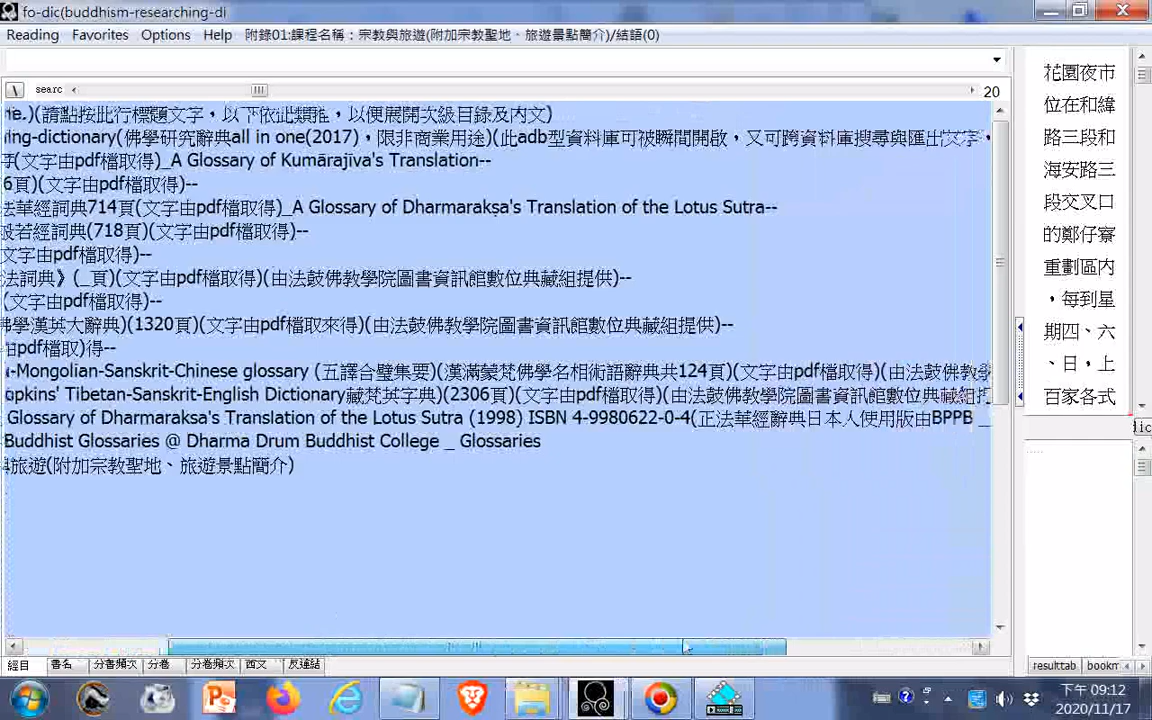 fo-dic(buddhism-researching-di
Reading Favorites Options Help 附錄01:課程名稱：宗教與旅遊(附加宗教聖地、旅遊景點簡介)/結語(0)
searc
20
(請點按此行標題文字，以下依此類推，以便展開次級目錄及內文)
ing-dictionary(佛學研究辭典all in one(2017)，限非商業用途)(此adb型資料庫可被瞬間開啟，又可跨資料庫搜尋與匯出文字，
字(文字由pdf檔取得)_A Glossary of Kumārajīva's Translation--
6頁)(文字由pdf檔取得)--
法華經詞典714頁(文字由pdf檔取得)_A Glossary of Dharmarakṣa's Translation of the Lotus Sutra--
般若經詞典(718頁)(文字由pdf檔取得)--
文字由pdf檔取得)--
法詞典》(_頁)(文字由pdf檔取得)(由法鼓佛教學院圖書資訊館數位典藏組提供)--
(文字由pdf檔取得)--
佛學漢英大辭典)(1320頁)(文字由pdf檔取來得)(由法鼓佛教學院圖書資訊館數位典藏組提供)--
由pdf檔取)得--
-Mongolian-Sanskrit-Chinese glossary (五譯合璧集要)(漢滿蒙梵佛學名相術語辭典共124頁)(文字由pdf檔取得)(由法鼓佛教學
opkins' Tibetan-Sanskrit-English Dictionary藏梵英字典)(2306頁)(文字由pdf檔取得)(由法鼓佛教學院圖書資訊館數位典藏組
Glossary of Dharmaraksa's Translation of the Lotus Sutra (1998) ISBN 4-9980622-0-4(正法華經辭典日本人使用版由BPPB _
Buddhist Glossaries @ Dharma Drum Buddhist College _ Glossaries
與旅遊(附加宗教聖地、旅遊景點簡介)
花園夜市
位在和緯
路三段和
海安路三
段交叉口
的鄭仔寮
重劃區內
，每到星
期四、六
、日，上
百家各式
經目 書名 分書頻次 分卷 分卷頻次 西文 反連結
resulttab bookm
下午 09:12
2020/11/17